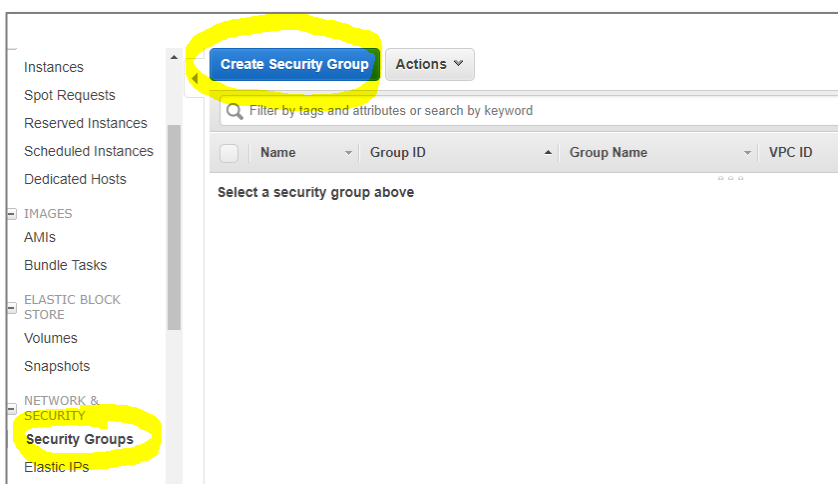 Instances
Spot Requests
Reserved Instances
Scheduled Instances
Dedicated Hosts
IMAGES
AMIs
Bundle Tasks
ELASTIC BLOCK
STORE
Volumes
Snapshots
NETWORK &
SECURITY
Security Groups
Elastic IPs
Create Security Group Actions
Filter by tags and attributes or search by keyword
Name Group ID Group Name VPC ID
Select a security group above